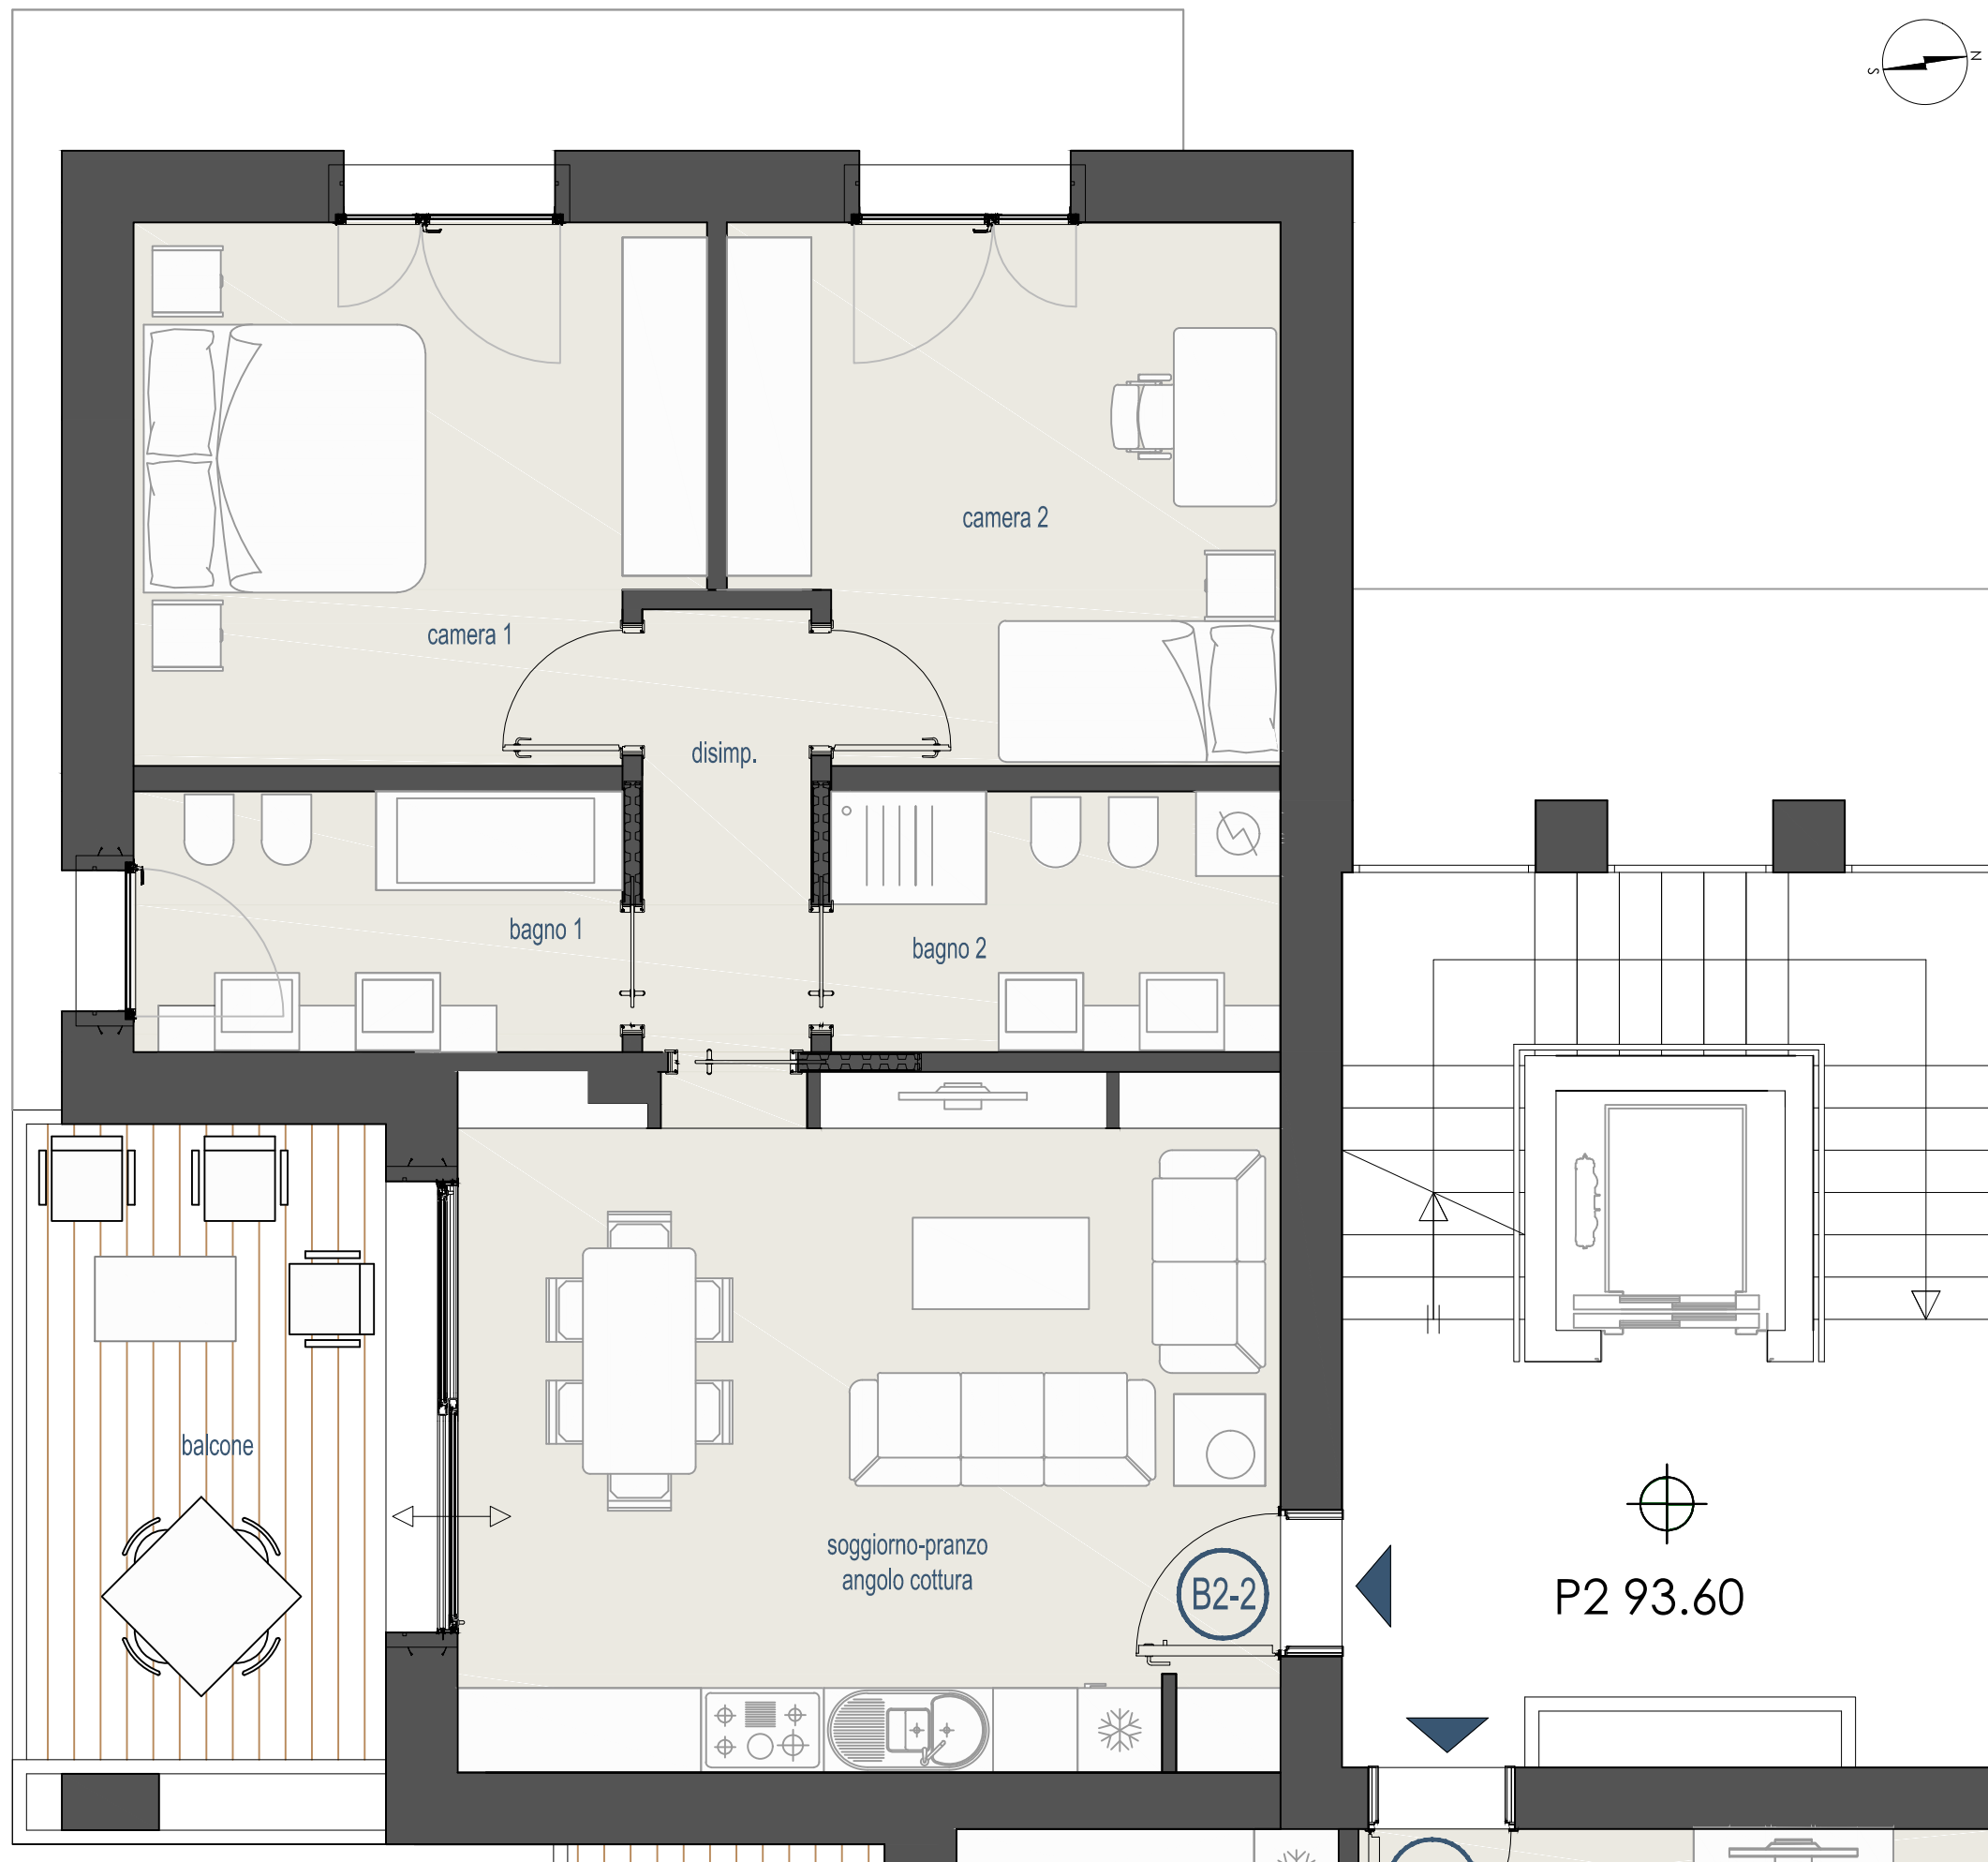 S
N
camera 2
camera 1
disimp.
bagno 1
bagno 2
balcone
soggiorno-pranzo
angolo cottura
B2-2
P2 93.60